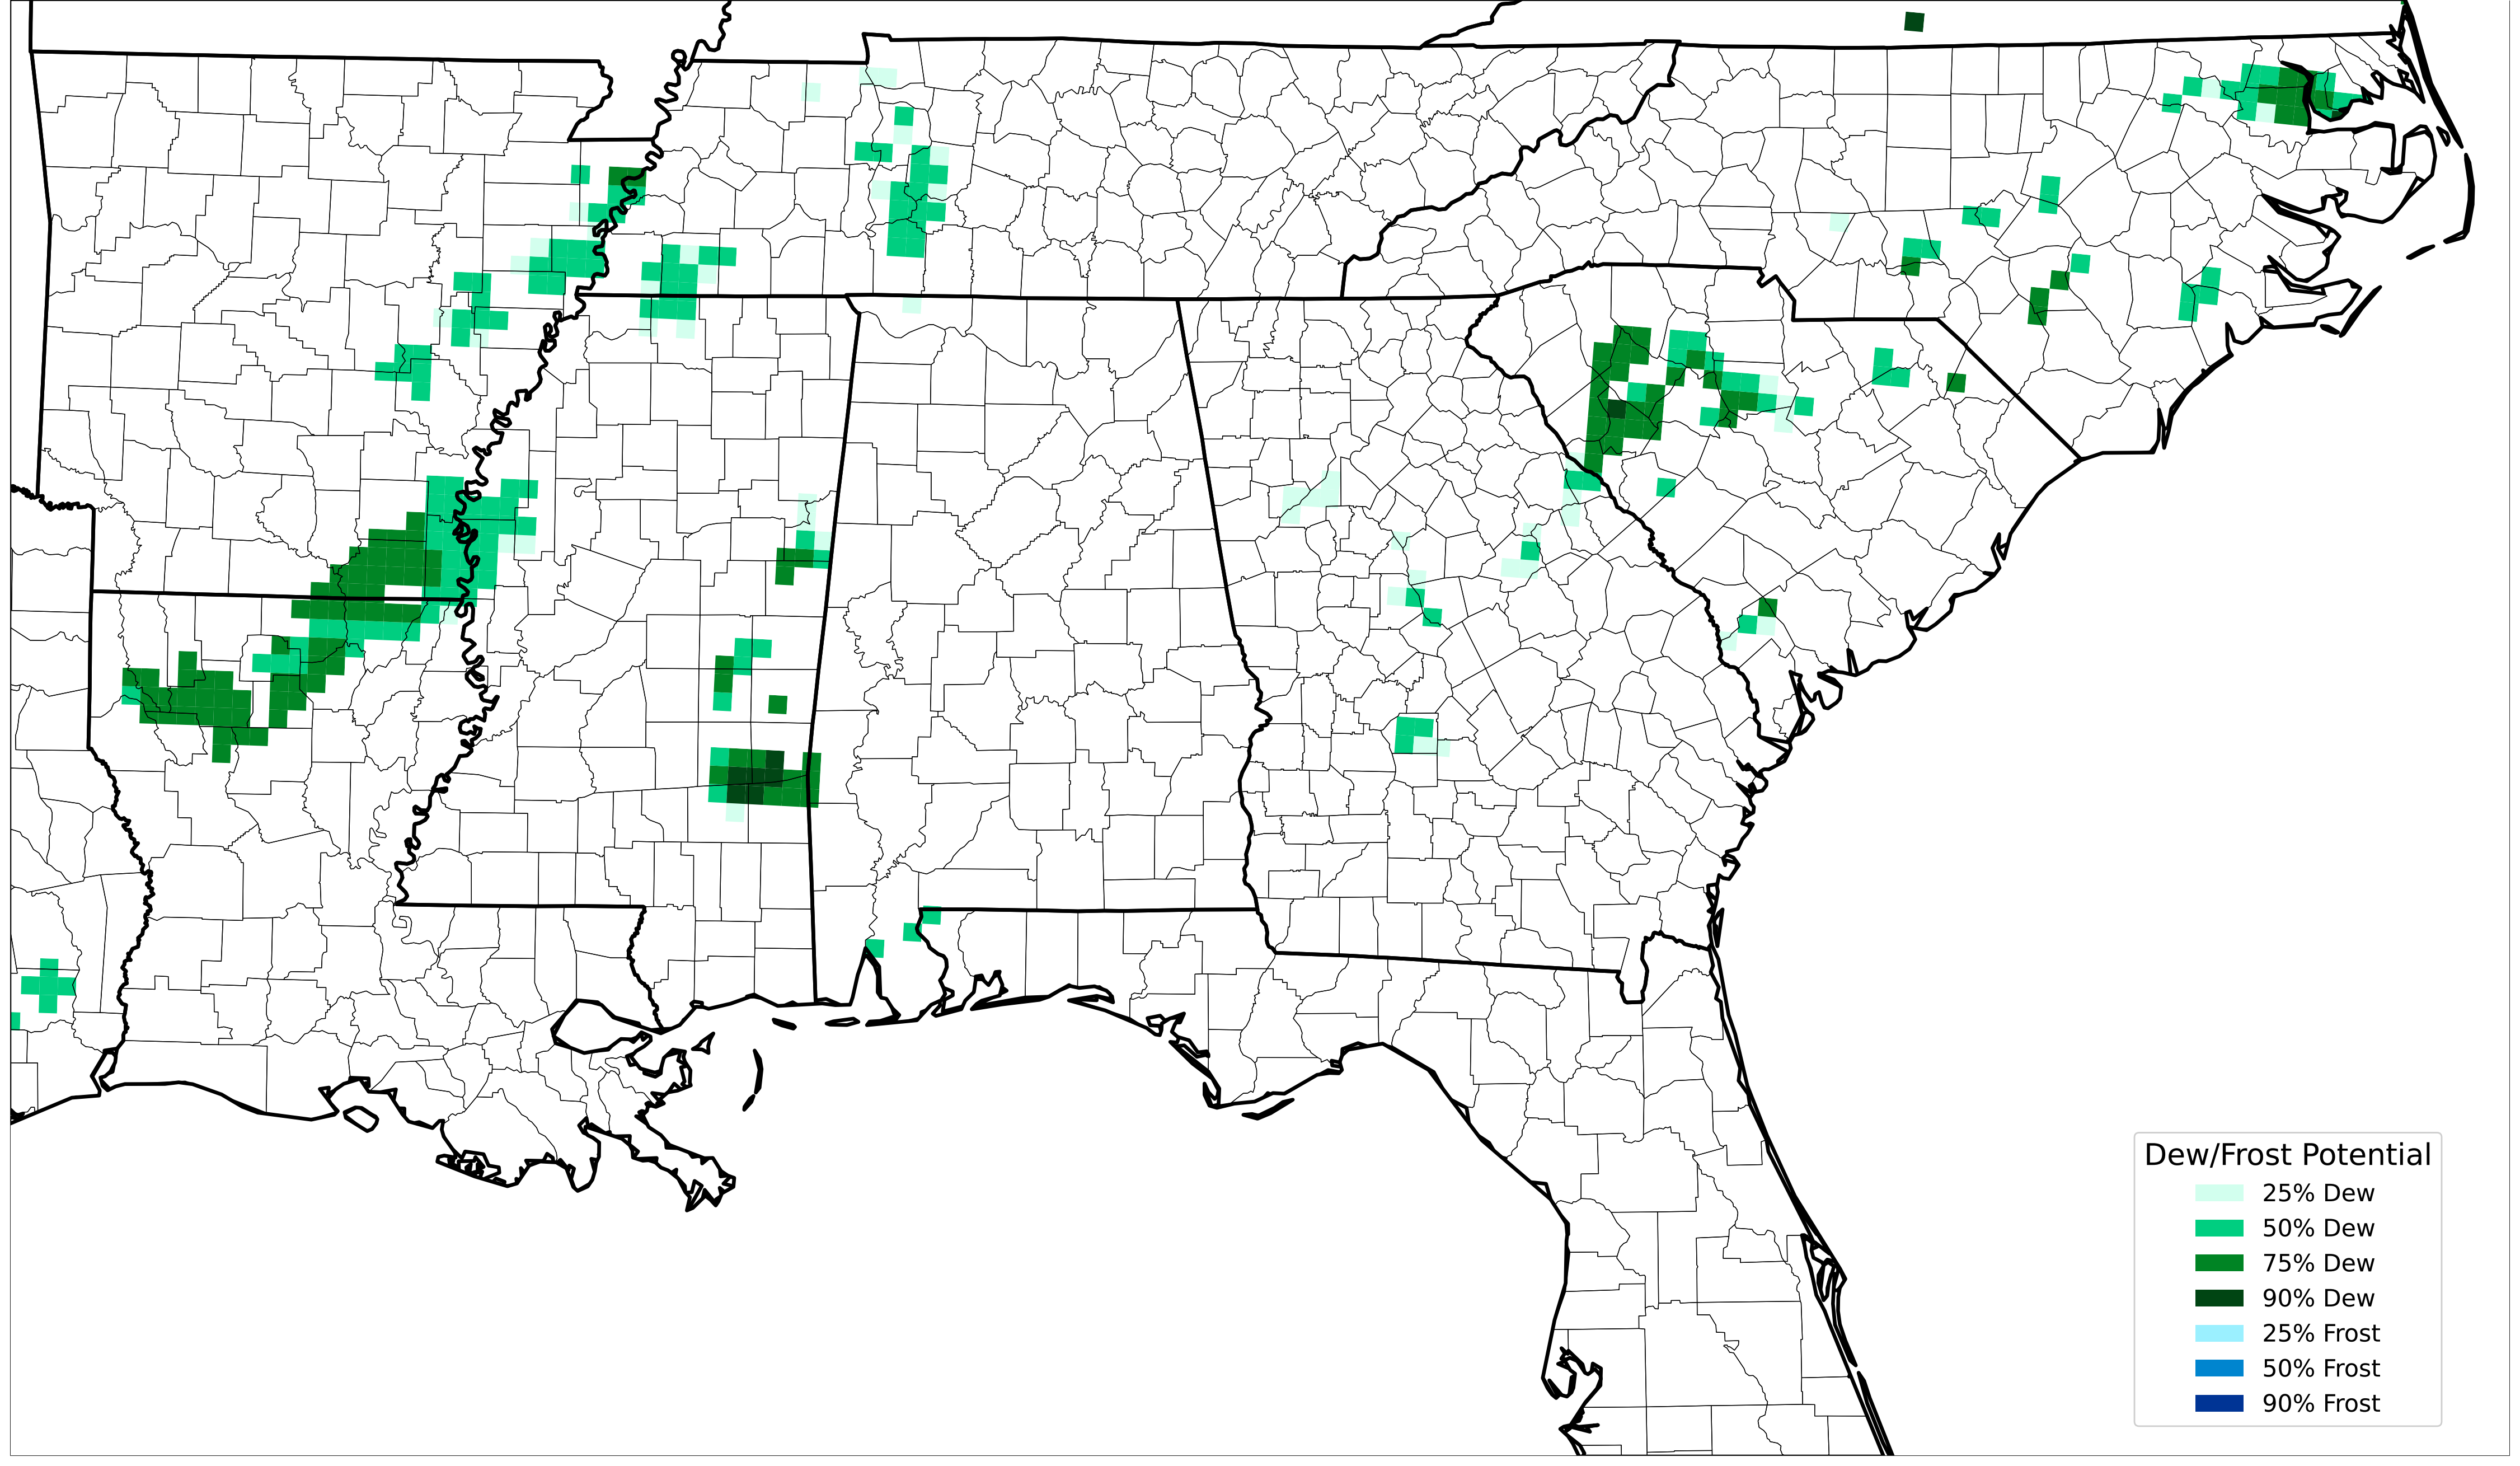 Dew/Frost Potential
25% Dew
50% Dew
75% Dew
90% Dew
25% Frost
50% Frost
90% Frost